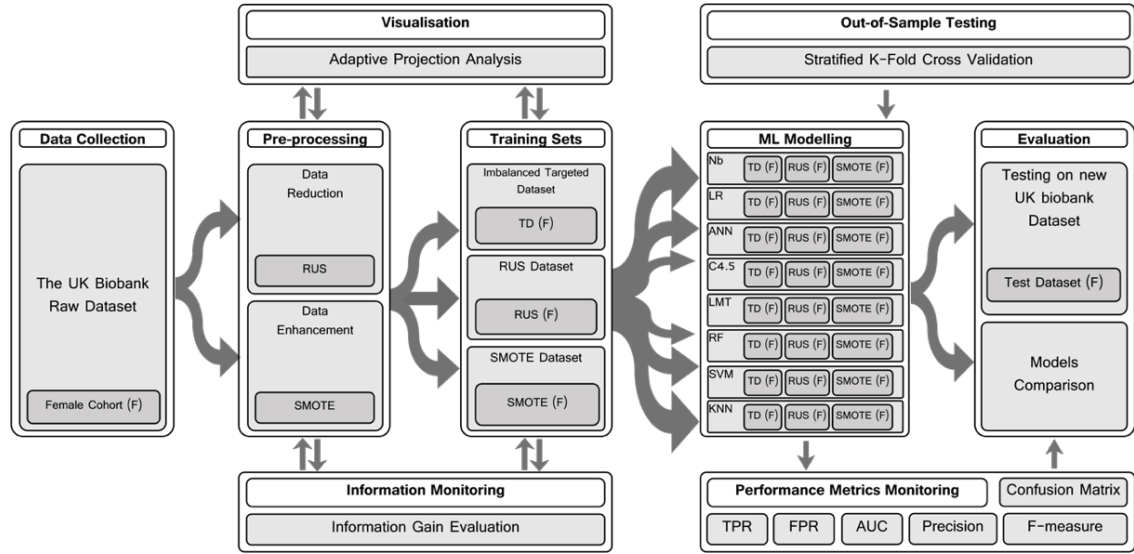 Visualisation
Adaptive Projection Analysis
Out-of-Sample Testing
Stratified K-Fold Cross Validation
Data Collection
The UK Biobank
Raw Dataset
Female Cohort (F)
Pre-processing
Data
Reduction
RUS
Data
Enhancement
SMOTE
Training Sets
Imbalanced Targeted
Dataset
TD (F)
RUS Dataset
RUS (F)
SMOTE Dataset
SMOTE (F)
ML Modelling
Nb TD (F) RUS (F) SMOTE (F)
LR TD (F) RUS (F) SMOTE (F)
ANN TD (F) RUS (F) SMOTE (F)
C4.5 TD (F) RUS (F) SMOTE (F)
LMT TD (F) RUS (F) SMOTE (F)
RF TD (F) RUS (F) SMOTE (F)
SVM TD (F) RUS (F) SMOTE (F)
KNN TD (F) RUS (F) SMOTE (F)
Evaluation
Testing on new
UK biobank
Dataset
Test Dataset (F)
Models
Comparison
Information Monitoring
Information Gain Evaluation
Performance Metrics Monitoring
Confusion Matrix
TPR FPR AUC Precision F-measure